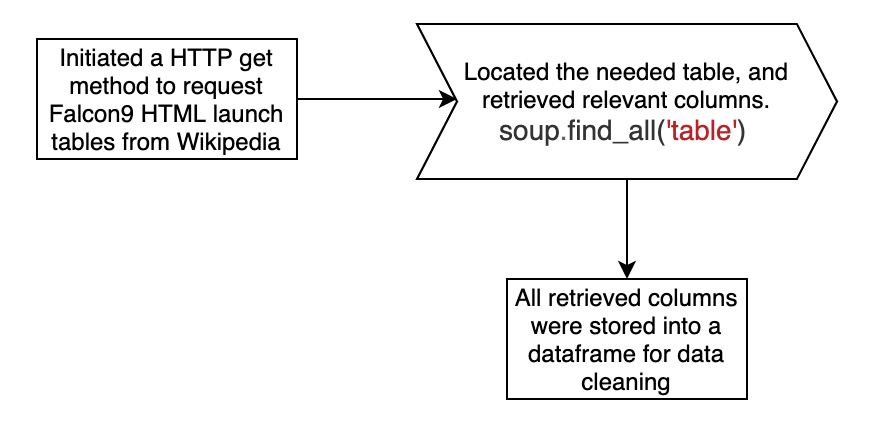 Initiated a HTTP get
method to request
Falcon9 HTML launch
tables from Wikipedia
Located the needed table, and
retrieved relevant columns.
soup.find_all('table')
All retrieved columns
were stored into a
dataframe for data
cleaning